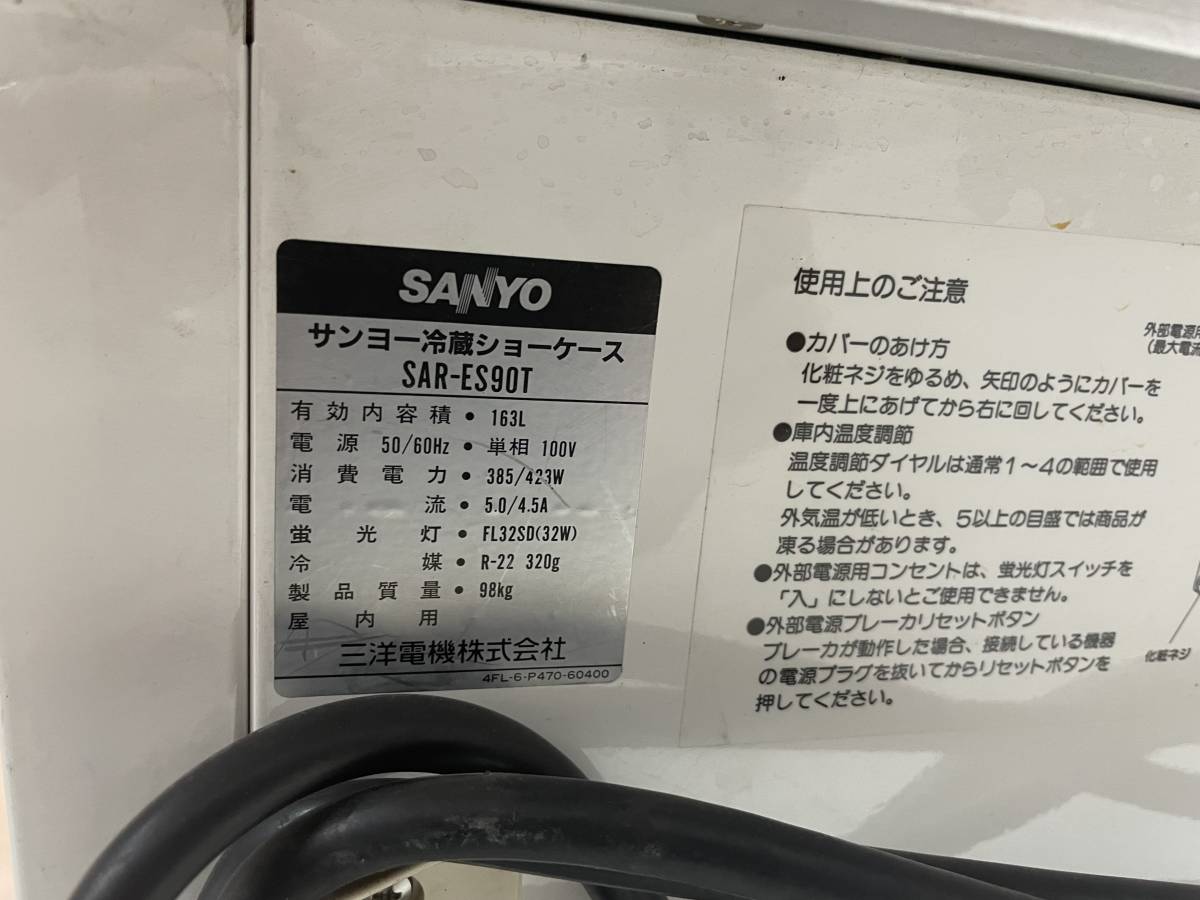 SANYO
サンヨー冷蔵ショーケース
SAR-ES90T
有効内容積・163L
電源 50/60Hz・単相 100V
消費電力・385/423W
電流・5.0/4.5A
蛍光灯・FL32SD(32W)
冷媒・R-22 320g
製品質量・98kg
屋内用
三洋電機株式会社
4FL-6-P470-60400
使用上のご注意
●カバーのあけ方
化粧ネジをゆるめ、矢印のようにカバーを
一度上にあげてから右に回してください。
●庫内温度調節
温度調節ダイヤルは通常1〜4の範囲で使用
してください。
外気温が低いとき、5以上の目盛では商品が
凍る場合があります。
●外部電源用コンセントは、蛍光灯スイッチを
「入」にしないとご使用できません。
●外部電源ブレーカリセットボタン
ブレーカが動作した場合、接続している機器
の電源プラグを抜いてからリセットボタンを
押してください。
外部電源用
(最大電流
化粧ネジ